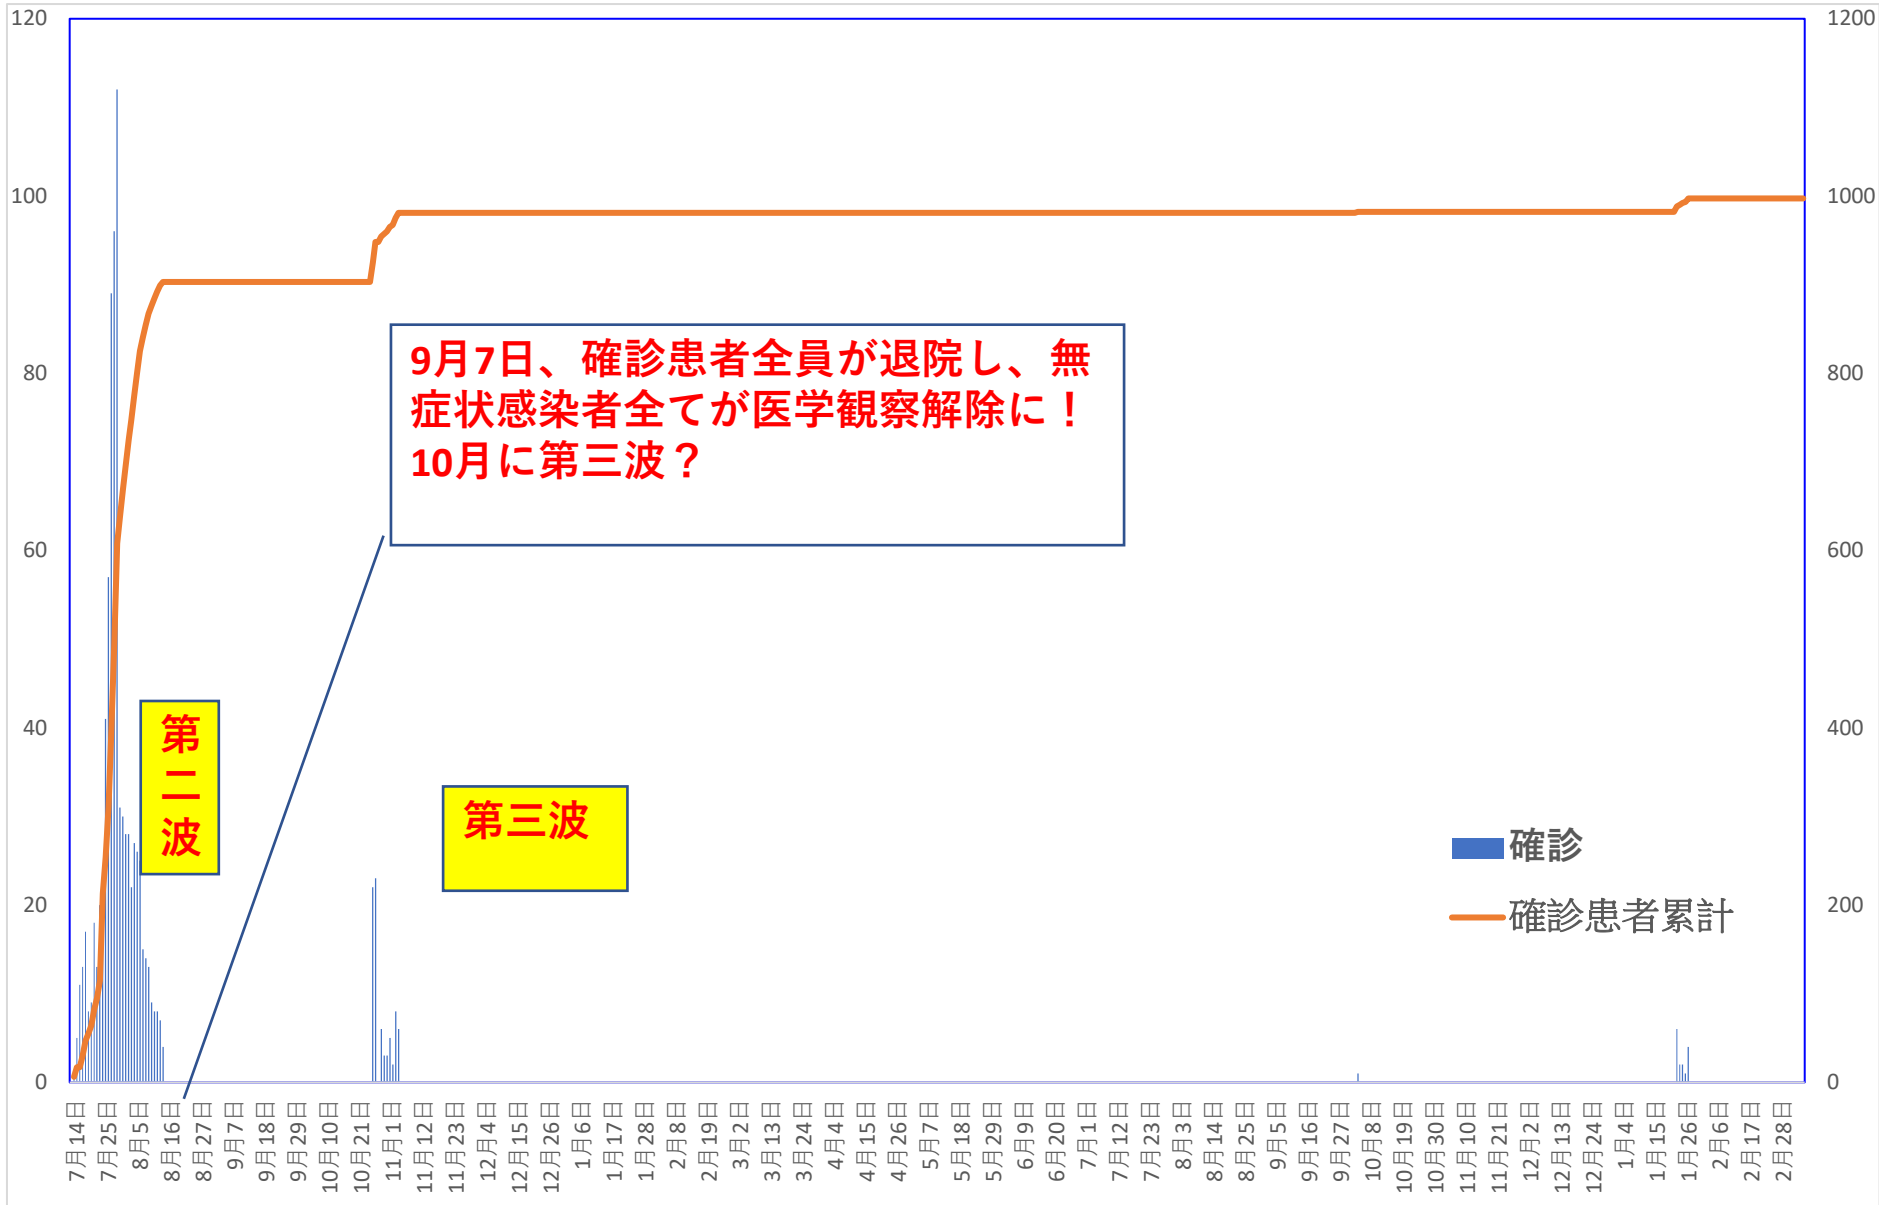 120
100
80
60
40
20
0
1200
1000
800
600
400
200
0
9月7日、確診患者全員が退院し、無
症状感染者全てが医学観察解除に！
10月に第三波？
第
二
波
第三波
確診
確診患者累計
7月14日
7月25日
8月5日
8月16日
8月27日
9月7日
9月18日
9月29日
10月10日
10月21日
11月1日
11月12日
11月23日
12月4日
12月15日
12月26日
1月6日
1月17日
1月28日
2月8日
2月19日
3月2日
3月13日
3月24日
4月4日
4月15日
4月26日
5月7日
5月18日
5月29日
6月9日
6月20日
7月1日
7月12日
7月23日
8月3日
8月14日
8月25日
9月5日
9月16日
9月27日
10月8日
10月19日
10月30日
11月10日
11月21日
12月2日
12月13日
12月24日
1月4日
1月15日
1月26日
2月6日
2月17日
2月28日